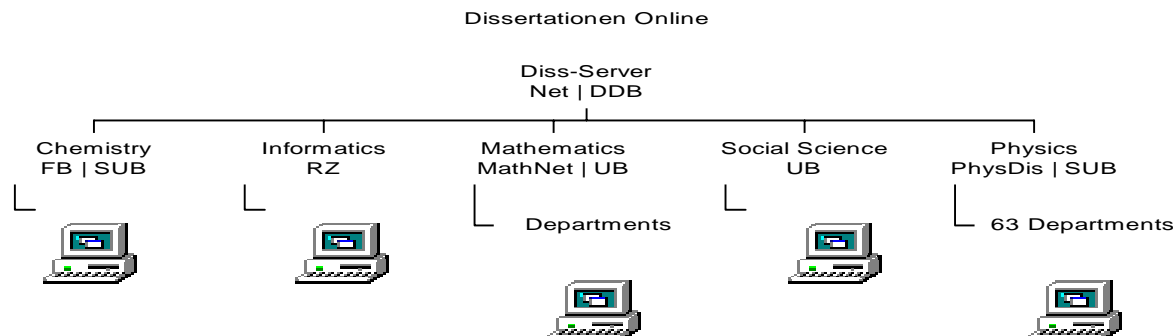 Dissertationen Online
Diss-Server
Net | DDB
Chemistry
FB | SUB
Informatics
RZ
Mathematics
MathNet | UB
Departments
Social Science
UB
Physics
PhysDis | SUB
63 Departments